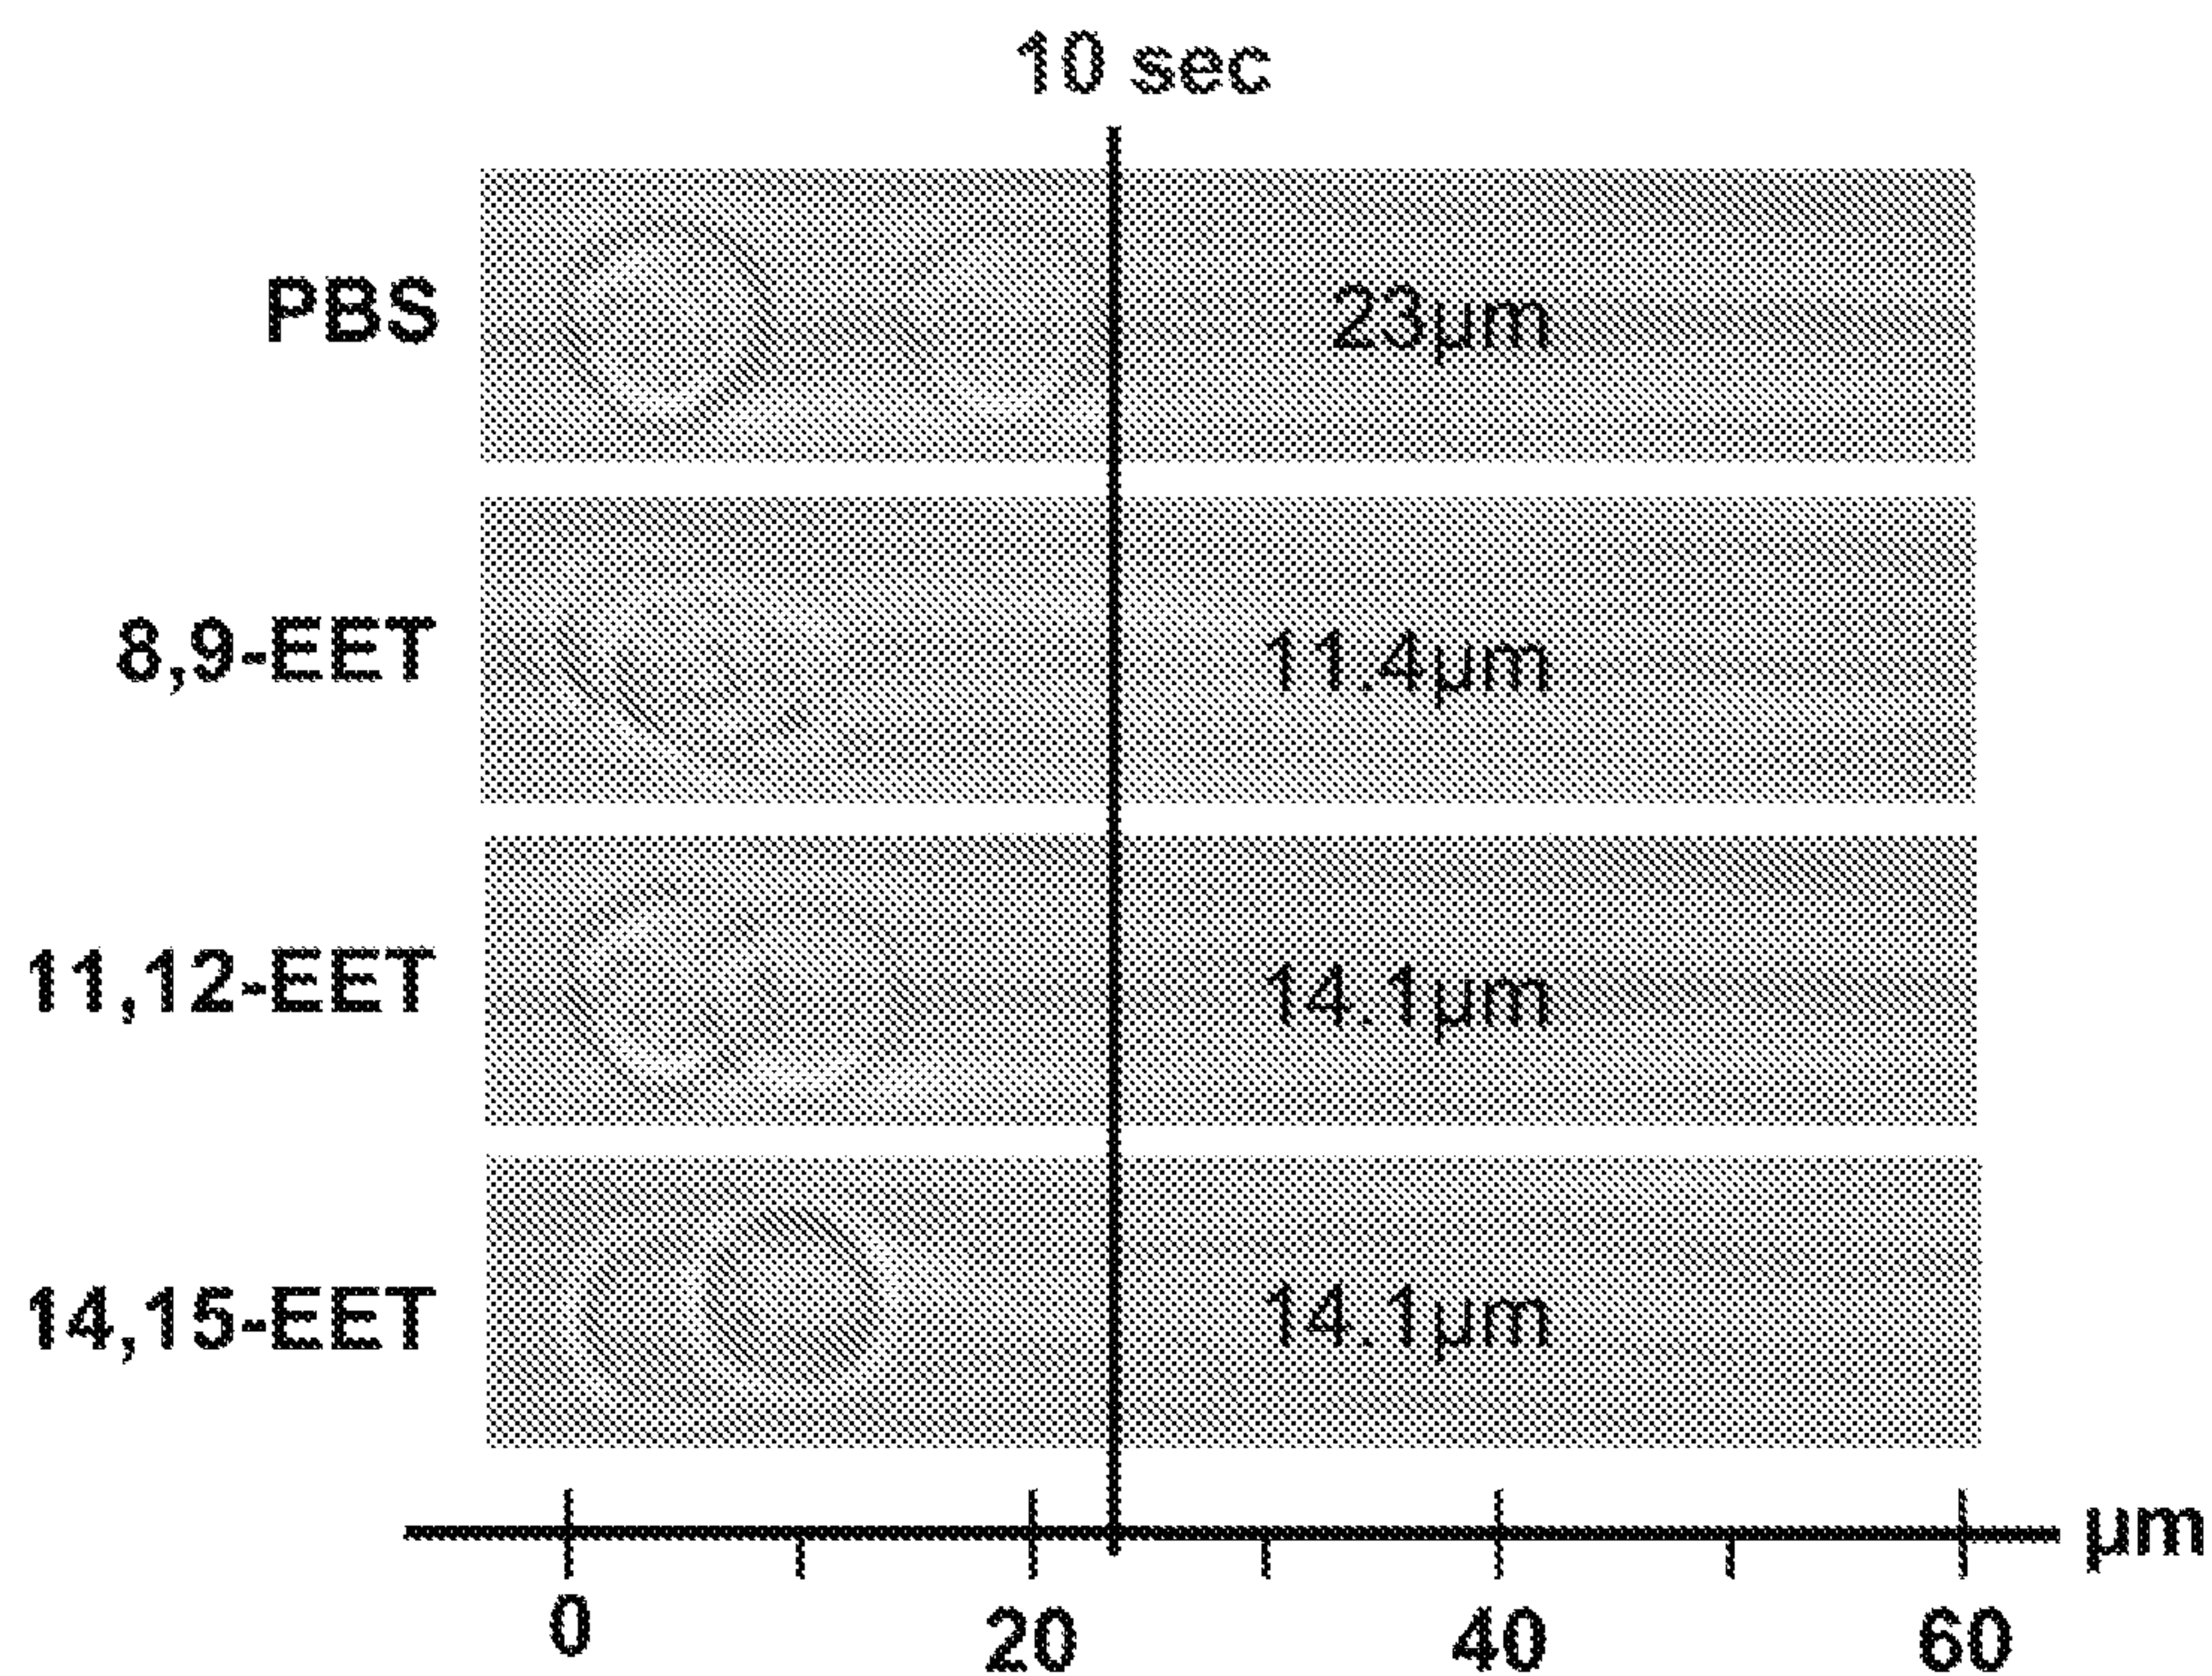 10 sec
PBS 23µm
8,9-EET 11.4µm
11,12-EET 14.1µm
14,15-EET 14.1µm
µm
0 20 40 60